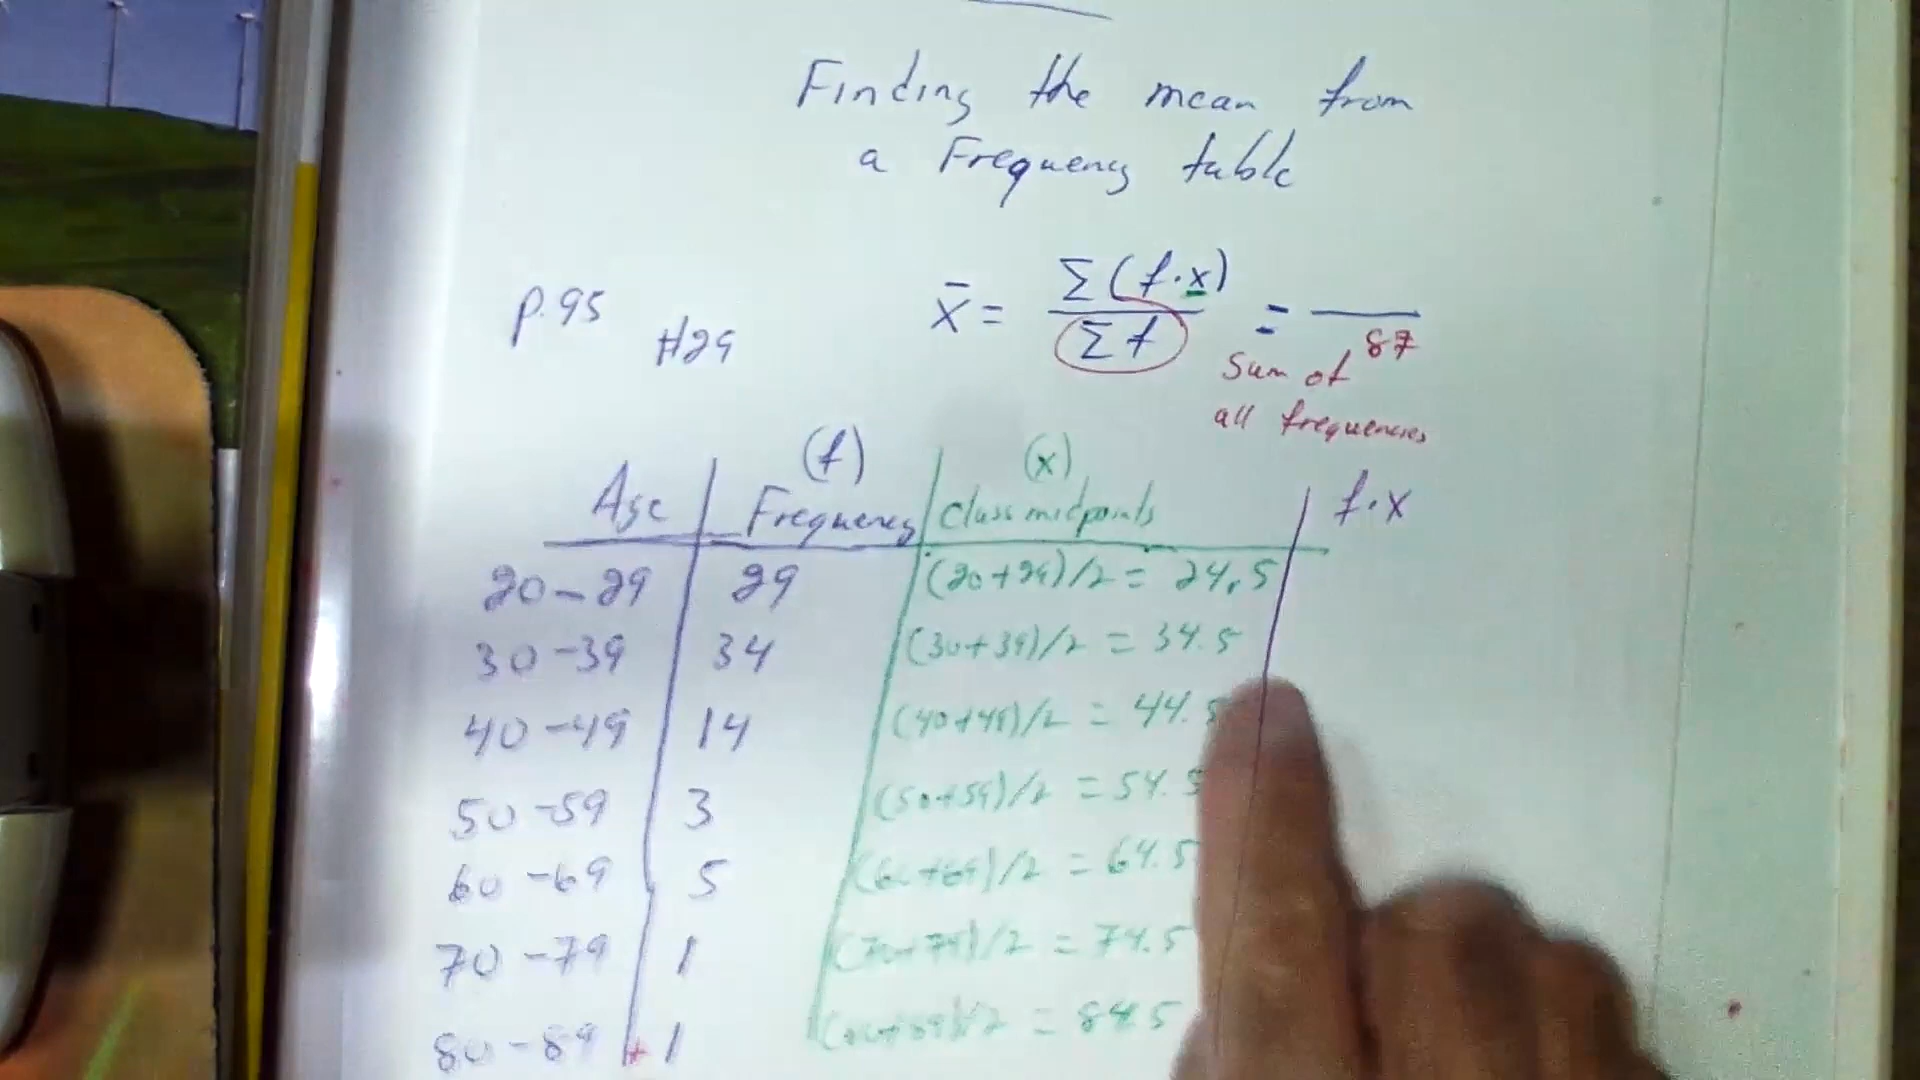 Finding the mean from
a Frequency table
p.95 #29
x̄ = Σ(f·x) / Σf = ― / 87
Sum of
all frequencies
(f) (x)
Age Frequency Class midpoints f·x
20-29 29 (20+29)/2 = 24.5
30-39 34 (30+39)/2 = 34.5
40-49 14 (40+49)/2 = 44.5
50-59 3 (50+59)/2 = 54.5
60-69 5 (60+69)/2 = 64.5
70-79 1 (70+79)/2 = 74.5
80-89 + 1 (80+89)/2 = 84.5